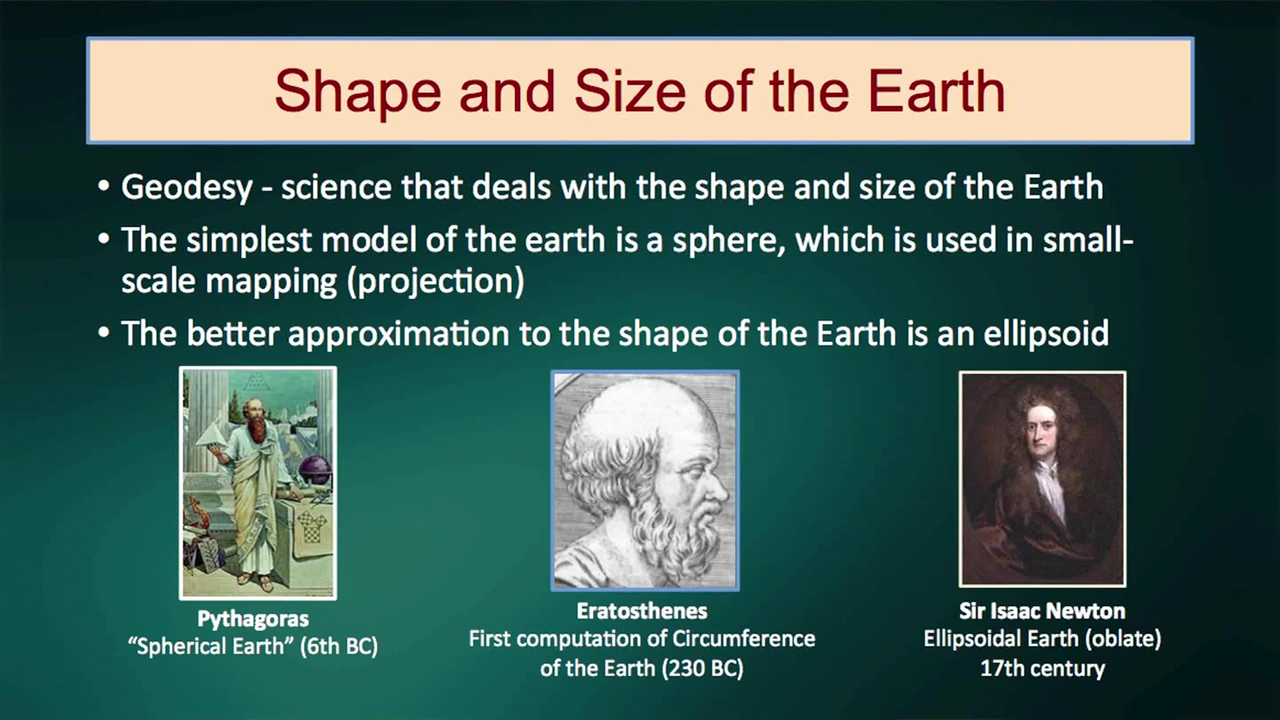 Shape and Size of the Earth
• Geodesy - science that deals with the shape and size of the Earth
• The simplest model of the earth is a sphere, which is used in small-
scale mapping (projection)
• The better approximation to the shape of the Earth is an ellipsoid
Pythagoras
“Spherical Earth” (6th BC)
Eratosthenes
First computation of Circumference
of the Earth (230 BC)
Sir Isaac Newton
Ellipsoidal Earth (oblate)
17th century